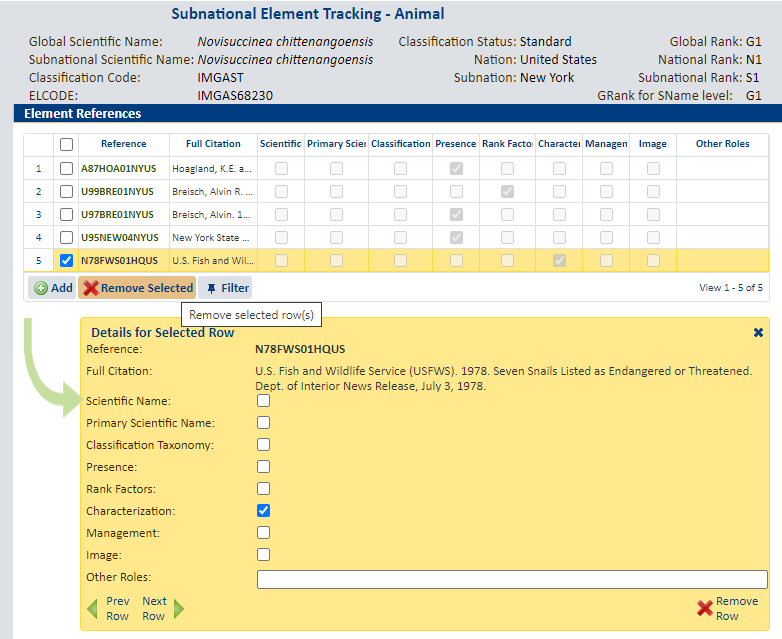 Subnational Element Tracking - Animal
Global Scientific Name: Novisuccinea chittenangoensis Classification Status: Standard Global Rank: G1
Subnational Scientific Name: Novisuccinea chittenangoensis Nation: United States National Rank: N1
Classification Code: IMGAST Subnation: New York Subnational Rank: S1
ELCODE: IMGAS68230 GRank for SName level: G1
Element References
Reference Full Citation Scientific Primary Scier Classification Presence Rank Facto Character Managen Image Other Roles
1 A87HOA01NYUS Hoagland, K.E. a...
2 U99BRE01NYUS Breisch, Alvin R. ...
3 U97BRE01NYUS Breisch, Alvin. 1...
4 U95NEW04NYUS New York State ...
5 N78FWS01HQUS U.S. Fish and Wil...
Add Remove Selected Filter View 1 - 5 of 5
Remove selected row(s)
Details for Selected Row
Reference: N78FWS01HQUS
Full Citation: U.S. Fish and Wildlife Service (USFWS). 1978. Seven Snails Listed as Endangered or Threatened.
Dept. of Interior News Release, July 3, 1978.
Scientific Name:
Primary Scientific Name:
Classification Taxonomy:
Presence:
Rank Factors:
Characterization:
Management:
Image:
Other Roles:
Prev Next Remove
Row Row Row